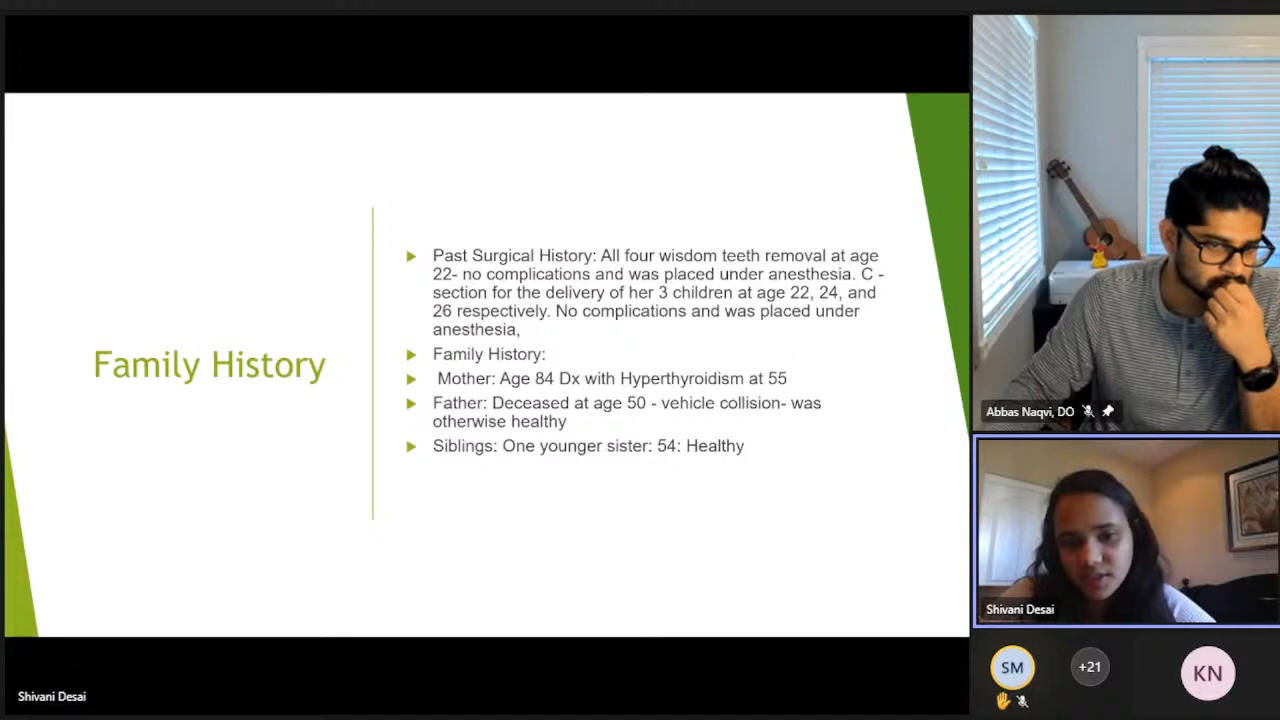 Family History
Past Surgical History: All four wisdom teeth removal at age
22- no complications and was placed under anesthesia. C -
section for the delivery of her 3 children at age 22, 24, and
26 respectively. No complications and was placed under
anesthesia,
Family History:
Mother: Age 84 Dx with Hyperthyroidism at 55
Father: Deceased at age 50 - vehicle collision- was
otherwise healthy
Siblings: One younger sister: 54: Healthy
Shivani Desai
Abbas Naqvi, DO
Shivani Desai
SM
+21
KN